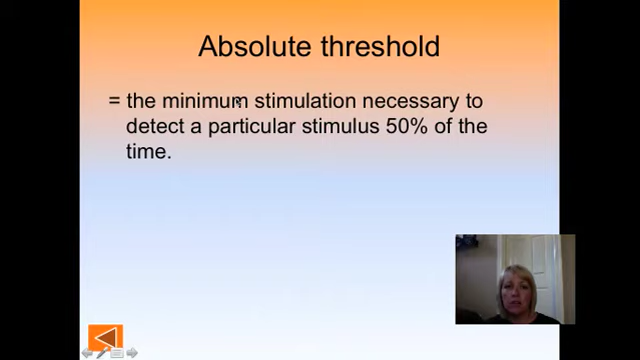 Absolute threshold
= the minimum stimulation necessary to
detect a particular stimulus 50% of the
time.